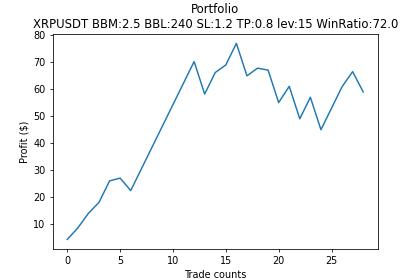 Portfolio
XRPUSDT BBM:2.5 BBL:240 SL:1.2 TP:0.8 lev:15 WinRatio:72.0
80
70
60
50
40
30
20
10
Profit ($)
0 5 10 15 20 25
Trade counts